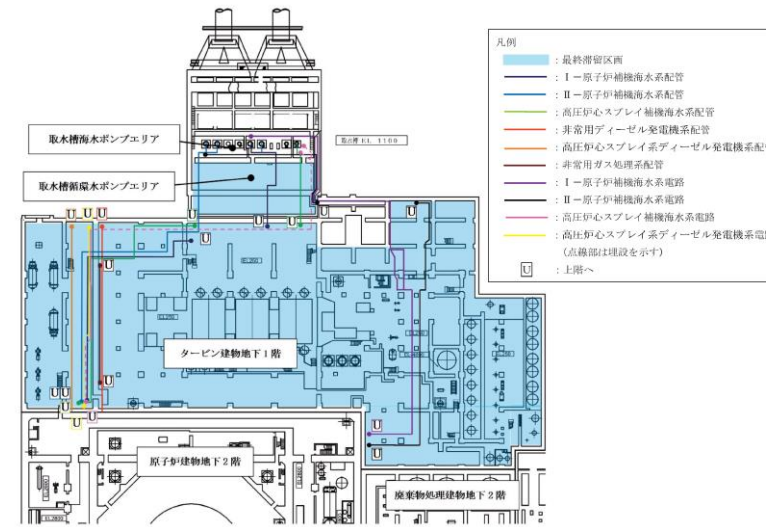 取水槽海水ポンプエリア
取水槽循環水ポンプエリア
取水槽 EL 1100
タービン建物地下1階
原子炉建物地下2階
廃棄物処理建物地下2階
凡例
：最終滞留区画
：Ⅰ－原子炉補機海水系配管
：Ⅱ－原子炉補機海水系配管
：高圧炉心スプレイ補機海水系配管
：非常用ディーゼル発電機系配管
：高圧炉心スプレイ系ディーゼル発電機系配管
：非常用ガス処理系配管
：Ⅰ－原子炉補機海水系電路
：Ⅱ－原子炉補機海水系電路
：高圧炉心スプレイ補機海水系電路
：高圧炉心スプレイ系ディーゼル発電機系電路
（点線部は埋設を示す）
U ：上階へ
U U U U U
U
U
U
U
U
U U
U
U
U
U
U
EL250